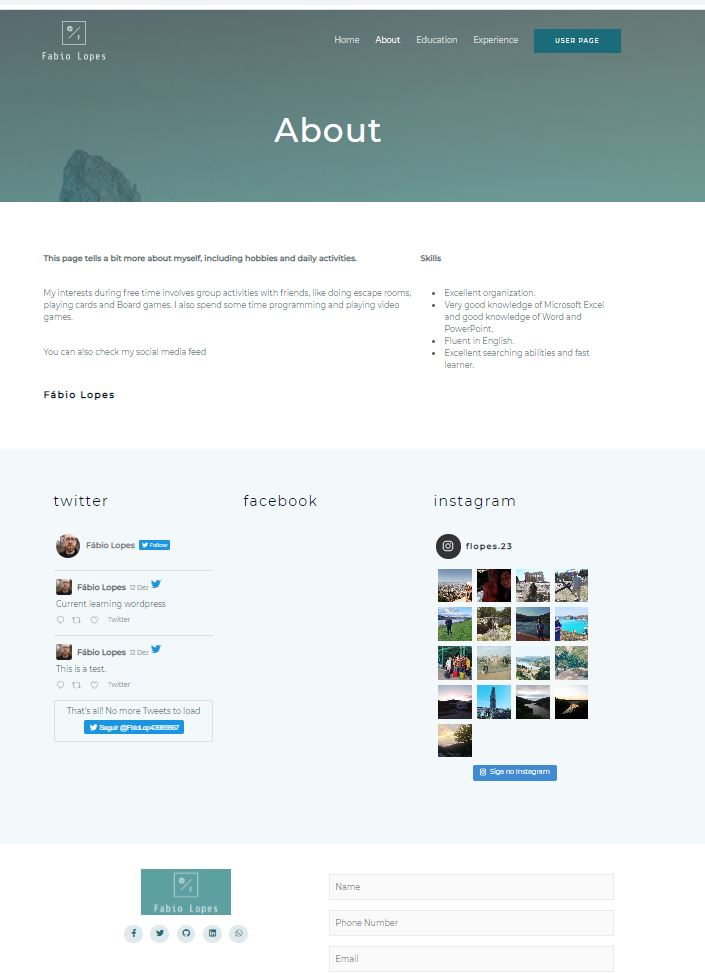 Fabio Lopes
Home About Education Experience USER PAGE
About
This page tells a bit more about myself, including hobbies and daily activities.
My interests during free time involves group activities with friends, like doing escape rooms,
playing cards and Board games. I also spend some time programming and playing video
games.
You can also check my social media feed
Fábio Lopes
Skills
Excellent organization.
Very good knowledge of Microsoft Excel
and good knowledge of Word and
PowerPoint.
Fluent in English.
Excellent searching abilities and fast
learner.
twitter
Fábio Lopes Follow
Fábio Lopes 12 Dez
Current learning wordpress
Twitter
Fábio Lopes 12 Dez
This is a test.
Twitter
That's all! No more Tweets to load
Seguir @FbioLop43989867
facebook
instagram
flopes.23
Siga no Instagram
Fabio Lopes
Name
Phone Number
Email